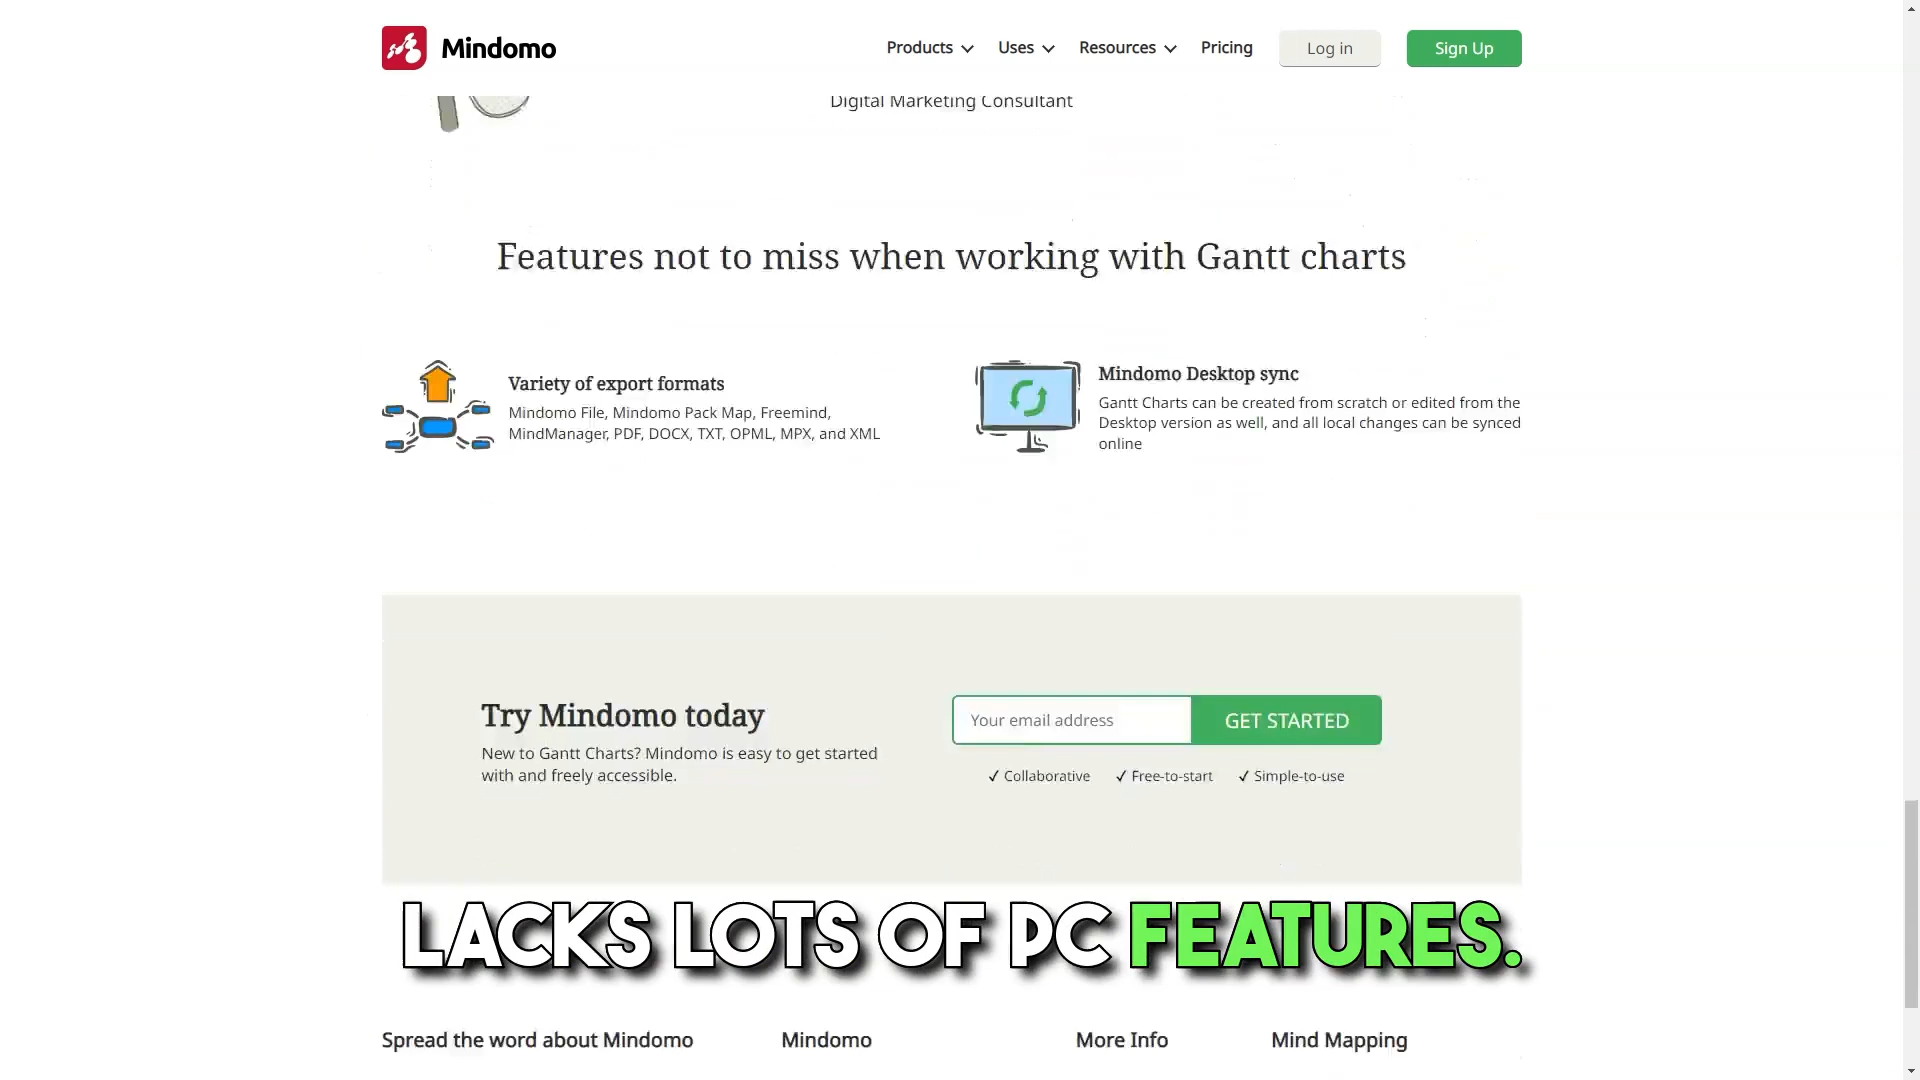 Mindomo
Products
Uses
Resources
Pricing
Log in
Sign Up
Digital Marketing Consultant
Features not to miss when working with Gantt charts
Variety of export formats
Mindomo File, Mindomo Pack Map, Freemind,
MindManager, PDF, DOCX, TXT, OPML, MPX, and XML
Mindomo Desktop sync
Gantt Charts can be created from scratch or edited from the
Desktop version as well, and all local changes can be synced
online
Try Mindomo today
New to Gantt Charts? Mindomo is easy to get started
with and freely accessible.
Your email address
GET STARTED
✓ Collaborative
✓ Free-to-start
✓ Simple-to-use
LACKS LOTS OF PC FEATURES.
Spread the word about Mindomo
Mindomo
More Info
Mind Mapping